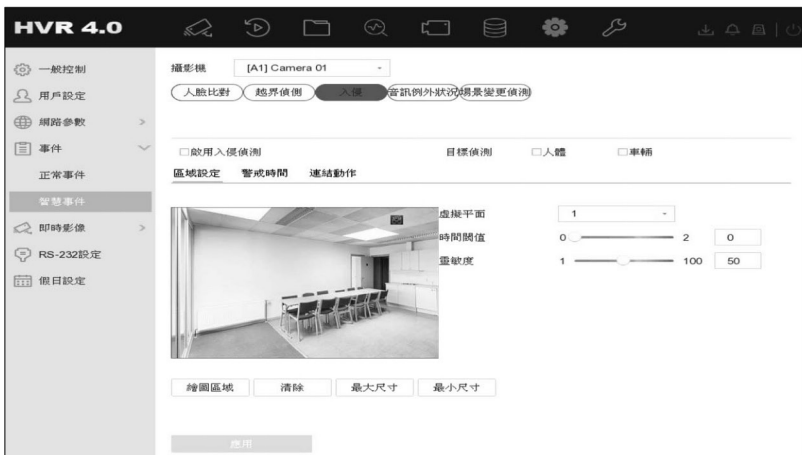 HVR 4.0
一般控制
用戶設定
網路參數
事件
正常事件
智慧事件
即時影像
RS-232設定
假日設定
攝影機 [A1] Camera 01
人臉比對 越界偵側 入侵 音訊例外狀況 場景變更偵測
啟用入侵偵測 目標偵測 人體 車輛
區域設定 警戒時間 連結動作
虛擬平面 1
時間閾值 0 2 0
靈敏度 1 100 50
繪圖區域 清除 最大尺寸 最小尺寸
應用